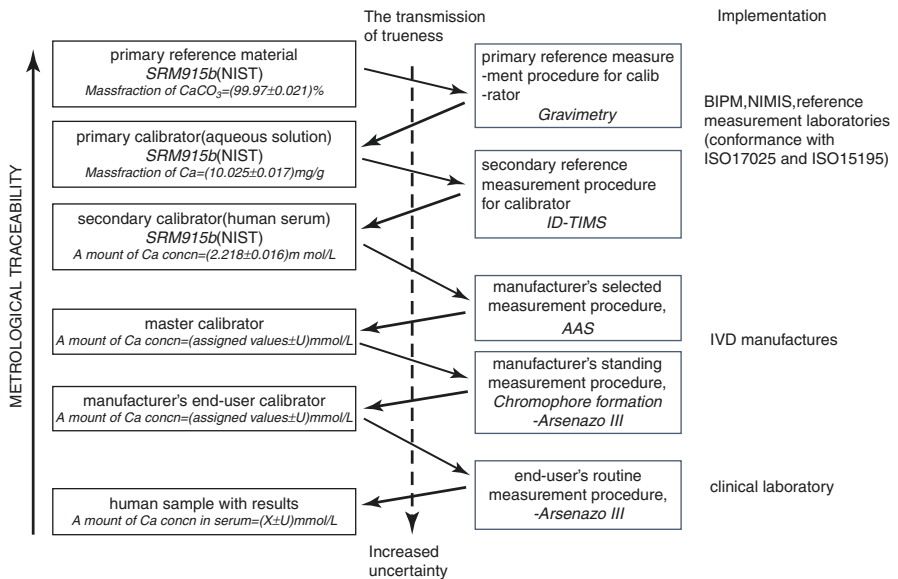 The transmission
of trueness
Implementation
METROLOGICAL TRACEABILITY
primary reference material
SRM915b(NIST)
Massfraction of CaCO₃=(99.97±0.021)%
primary reference measure
-ment procedure for calib
-rator
Gravimetry
BIPM,NIMIS,reference
measurement laboratories
(conformance with
ISO17025 and ISO15195)
primary calibrator(aqueous solution)
SRM915b(NIST)
Massfraction of Ca=(10.025±0.017)mg/g
secondary reference
measurement procedure
for calibrator
ID-TIMS
secondary calibrator(human serum)
SRM915b(NIST)
A mount of Ca concn=(2.218±0.016)m mol/L
manufacturer's selected
measurement procedure,
AAS
master calibrator
A mount of Ca concn=(assigned values±U)mmol/L
IVD manufactures
manufacturer's standing
measurement procedure,
Chromophore formation
-Arsenazo III
manufacturer's end-user calibrator
A mount of Ca concn=(assigned values±U)mmol/L
end-user's routine
measurement procedure,
-Arsenazo III
clinical laboratory
human sample with results
A mount of Ca concn in serum=(X±U)mmol/L
Increased
uncertainty